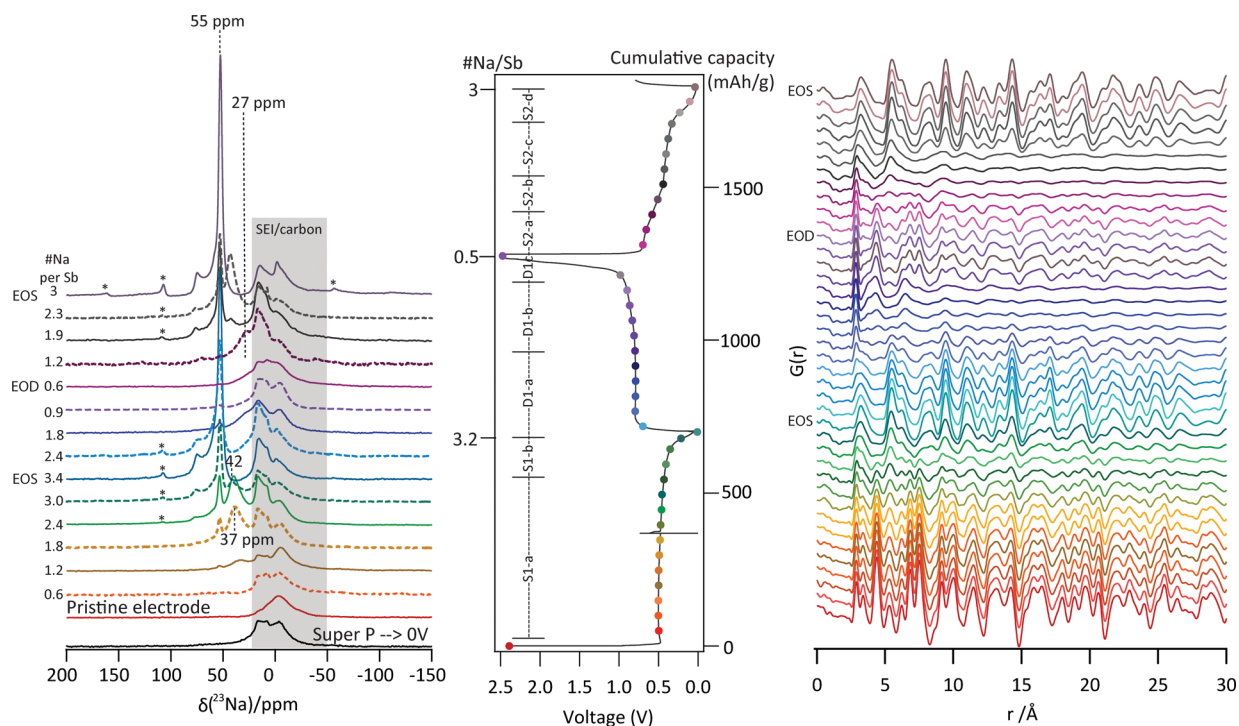 55 ppm
27 ppm
SEI/carbon
#Na
per Sb
EOS
3
*
*
*
2.3
*
1.9
*
1.2
EOD
0.6
0.9
1.8
2.4
*
EOS
3.4
*
42
3.0
*
2.4
*
1.8
37 ppm
1.2
0.6
Pristine electrode
Super P --> 0V
200
150
100
50
0
-50
-100
-150
δ(²³Na)/ppm
#Na/Sb
Cumulative capacity
(mAh/g)
3
S2-d
S2-c
1500
S2-b
S2-a
0.5
D1c
D1-b
1000
D1-a
3.2
S1-b
500
S1-a
0
2.5
2.0
1.5
1.0
0.5
0.0
Voltage (V)
EOS
EOD
G(r)
EOS
0
5
10
15
20
25
30
r /Å